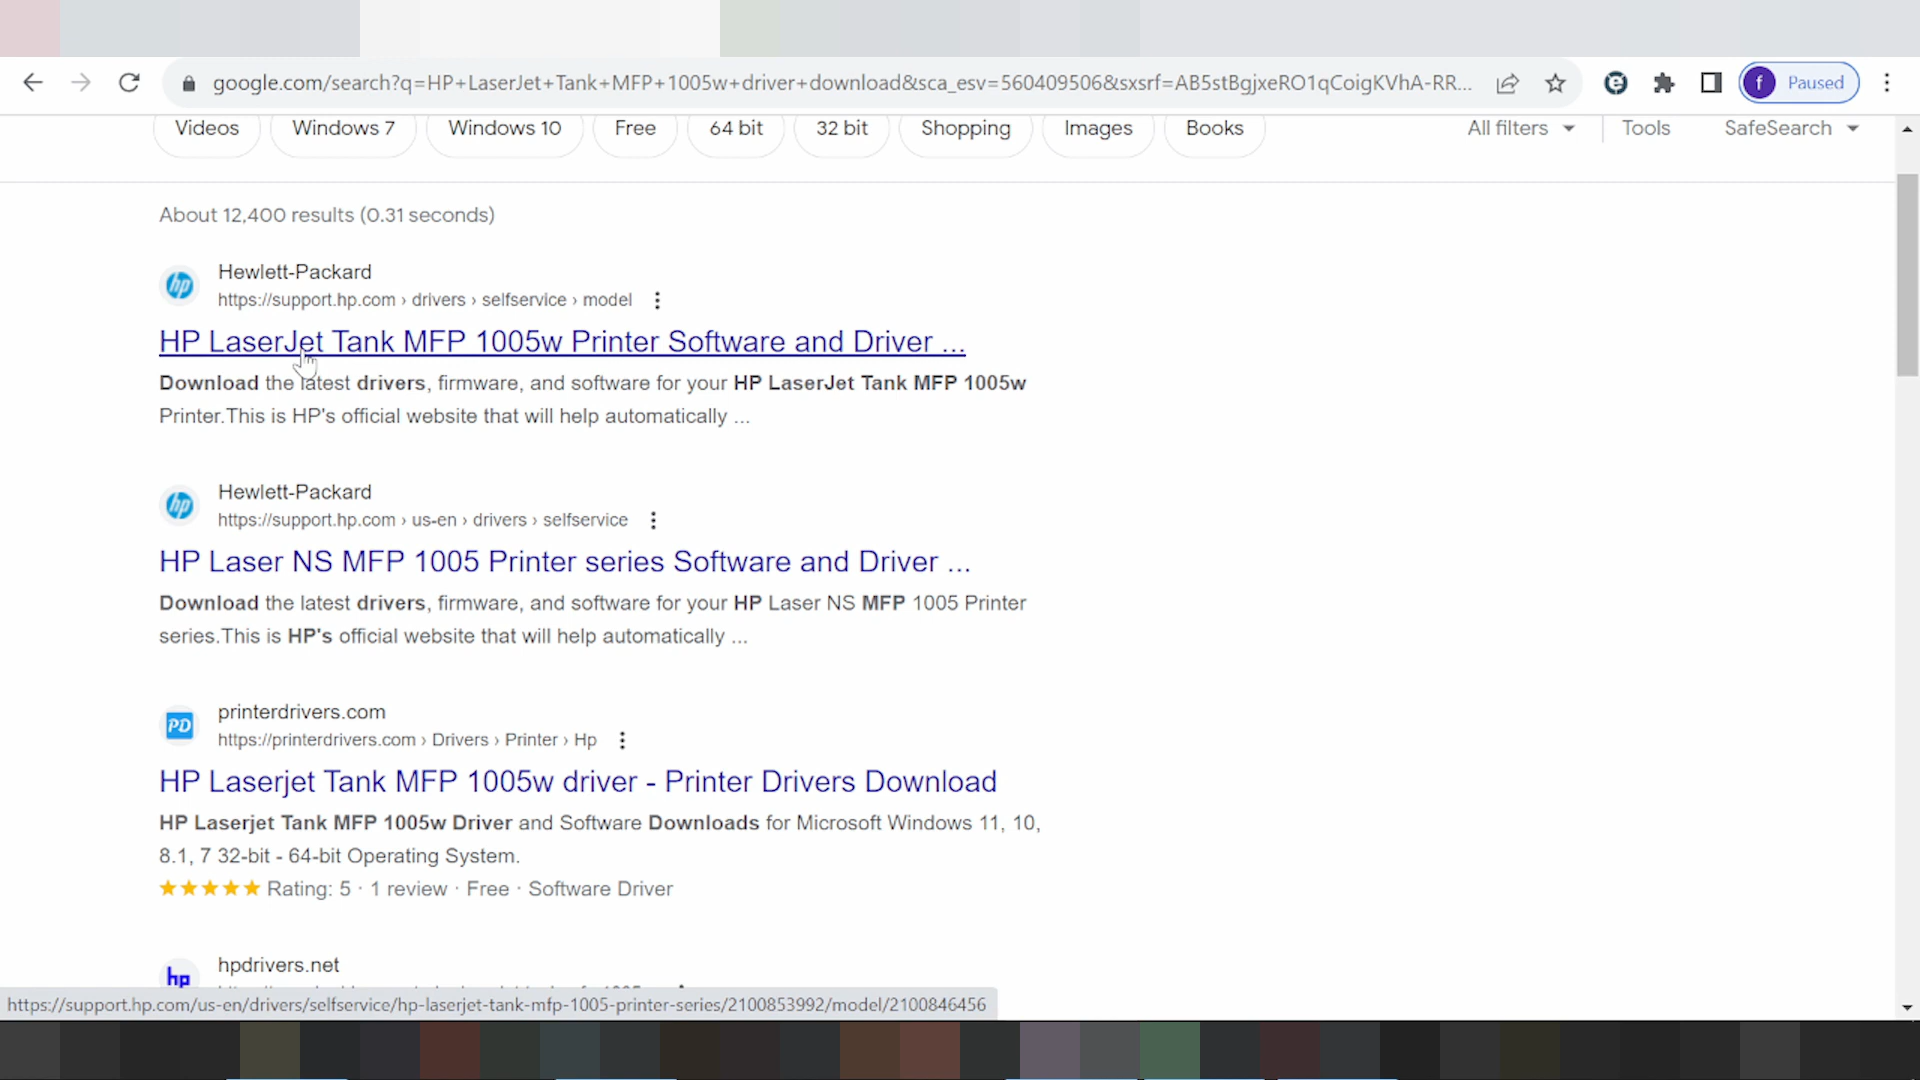 google.com/search?q=HP+LaserJet+Tank+MFP+1005w+driver+download&sca_esv=560409506&sxsrf=AB5stBgjxeRO1qCoigKVhA-RR...
f Paused
Videos Windows 7 Windows 10 Free 64 bit 32 bit Shopping Images Books All filters Tools SafeSearch
About 12,400 results (0.31 seconds)
hp Hewlett-Packard
https://support.hp.com › drivers › selfservice › model
HP LaserJet Tank MFP 1005w Printer Software and Driver ...
Download the latest drivers, firmware, and software for your HP LaserJet Tank MFP 1005w
Printer.This is HP's official website that will help automatically ...
hp Hewlett-Packard
https://support.hp.com › us-en › drivers › selfservice
HP Laser NS MFP 1005 Printer series Software and Driver ...
Download the latest drivers, firmware, and software for your HP Laser NS MFP 1005 Printer
series.This is HP's official website that will help automatically ...
PD printerdrivers.com
https://printerdrivers.com › Drivers › Printer › Hp
HP Laserjet Tank MFP 1005w driver - Printer Drivers Download
HP Laserjet Tank MFP 1005w Driver and Software Downloads for Microsoft Windows 11, 10,
8.1, 7 32-bit - 64-bit Operating System.
★★★★★ Rating: 5 · 1 review · Free · Software Driver
hp hpdrivers.net
https://support.hp.com/us-en/drivers/selfservice/hp-laserjet-tank-mfp-1005-printer-series/2100853992/model/2100846456